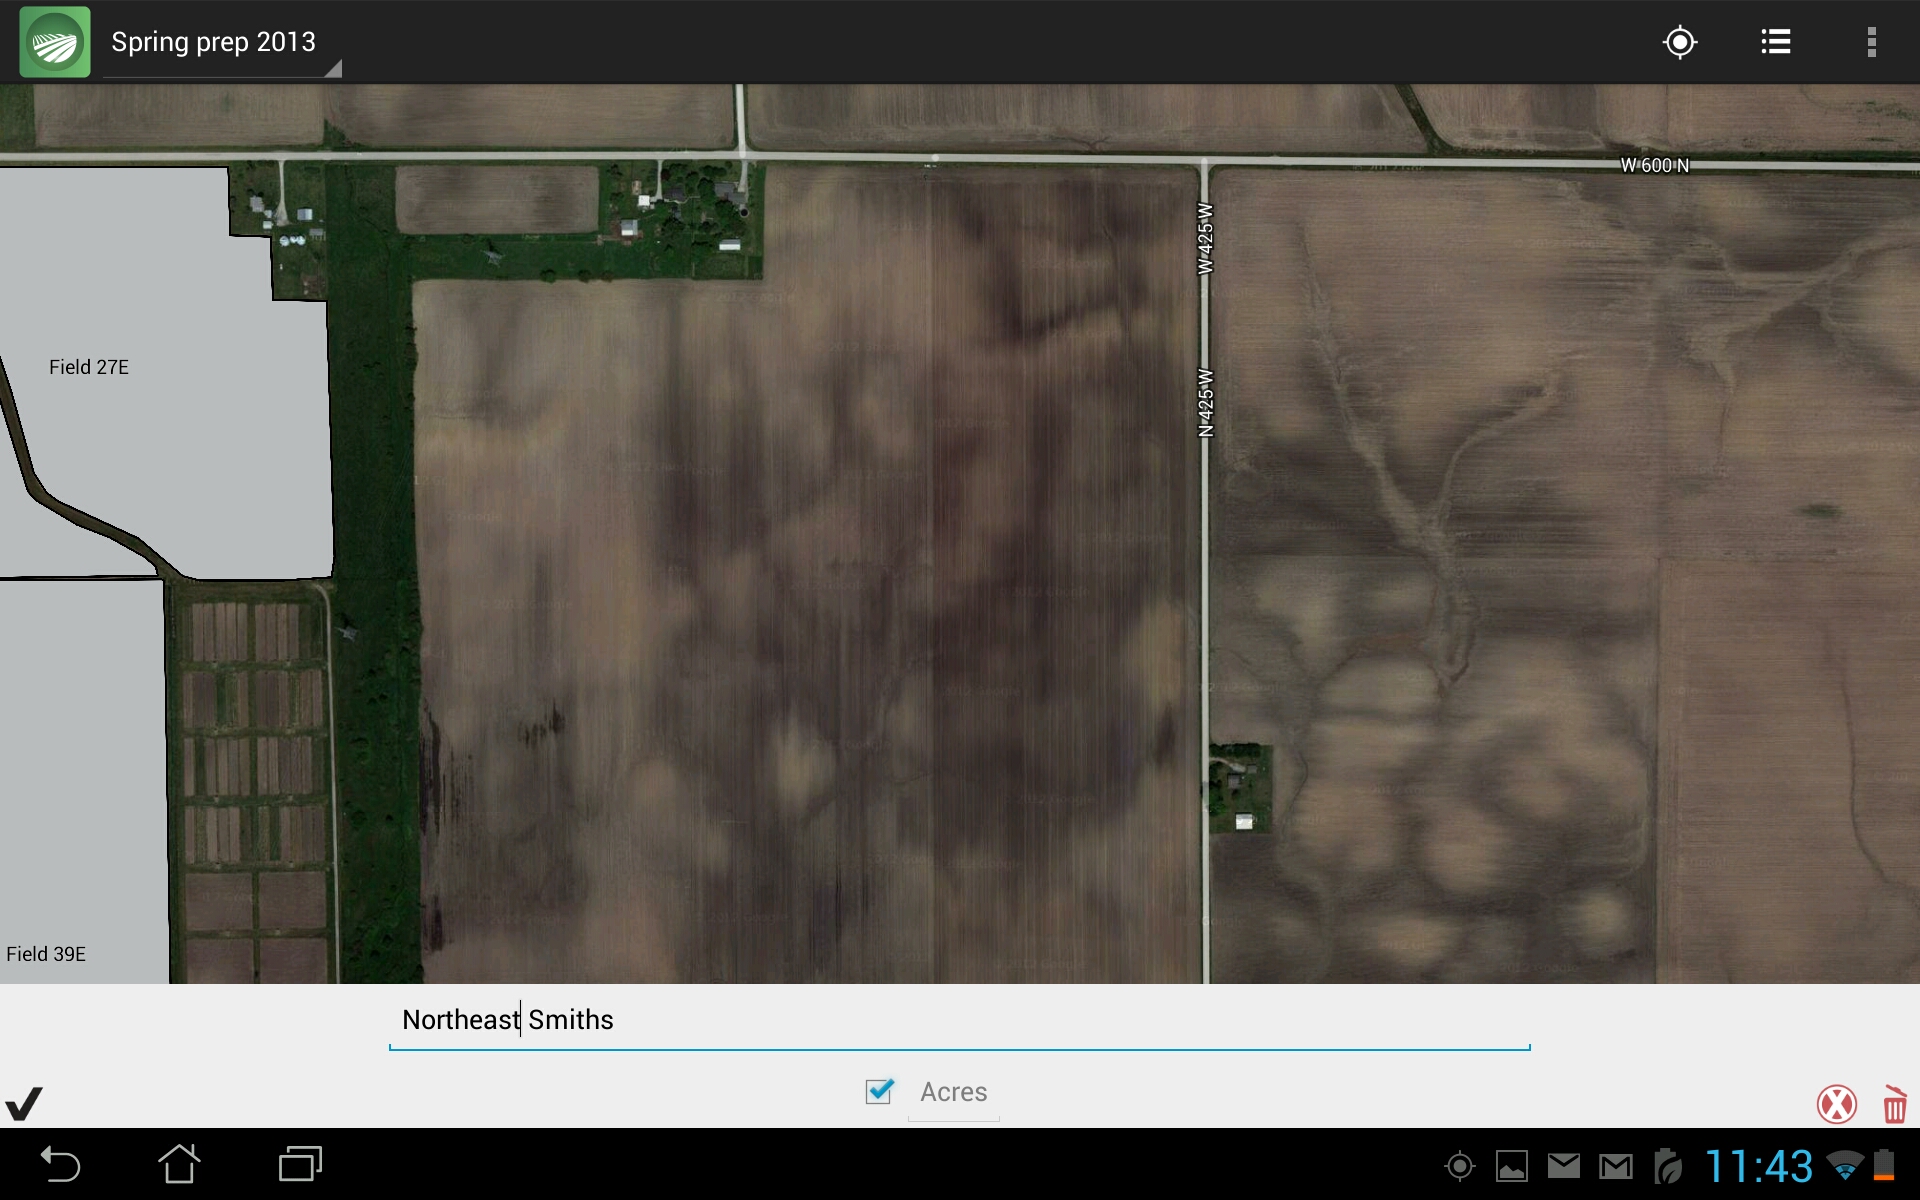 Spring prep 2013
W 600 N
W 425 W
N 425 W
Field 27E
Field 39E
Northeast Smiths
Acres
11:43